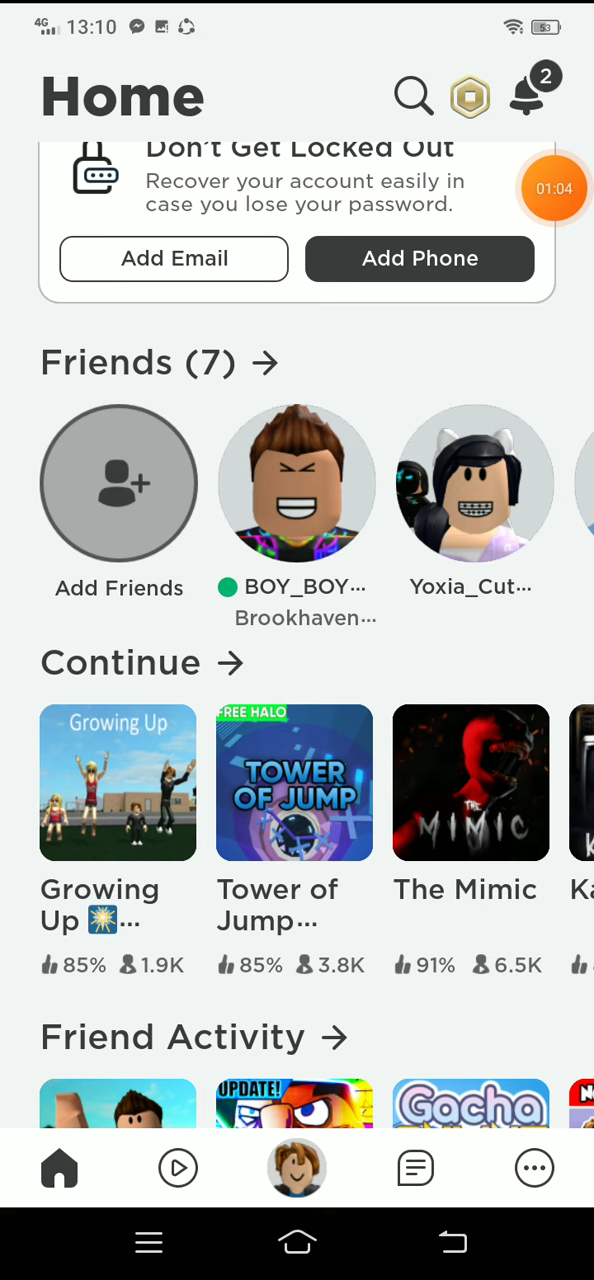 4G 13:10 53
Home
2
Don't Get Locked Out
Recover your account easily in
case you lose your password.
01:04
Add Email Add Phone
Friends (7)
Add Friends BOY_BOY... Yoxia_Cut...
Brookhaven...
Continue
Growing Up
FREE HALO
TOWER
OF JUMP
THE
MIMIC
Growing
Up 💥...
Tower of
Jump...
The Mimic
Ka
85% 1.9K 85% 3.8K 91% 6.5K
Friend Activity
UPDATE!
Gacha